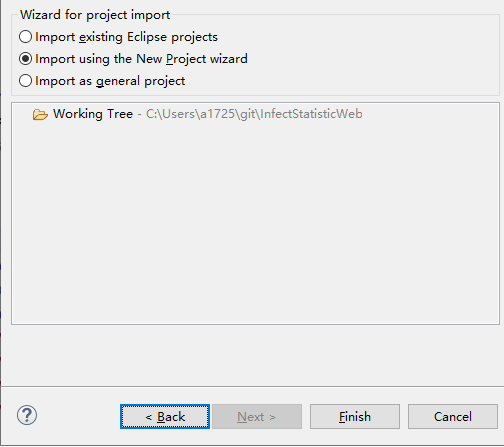 Wizard for project import
Import existing Eclipse projects
Import using the New Project wizard
Import as general project
Working Tree - C:\Users\a1725\git\InfectStatisticWeb
?
< Back
Next >
Finish
Cancel